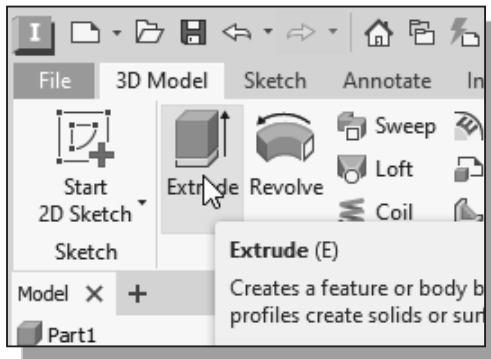 I
File 3D Model Sketch Annotate In
Start
2D Sketch
Extrude Revolve
Sweep
Loft
Coil
Sketch
Extrude (E)
Creates a feature or body b
profiles create solids or sur
Model
Part1